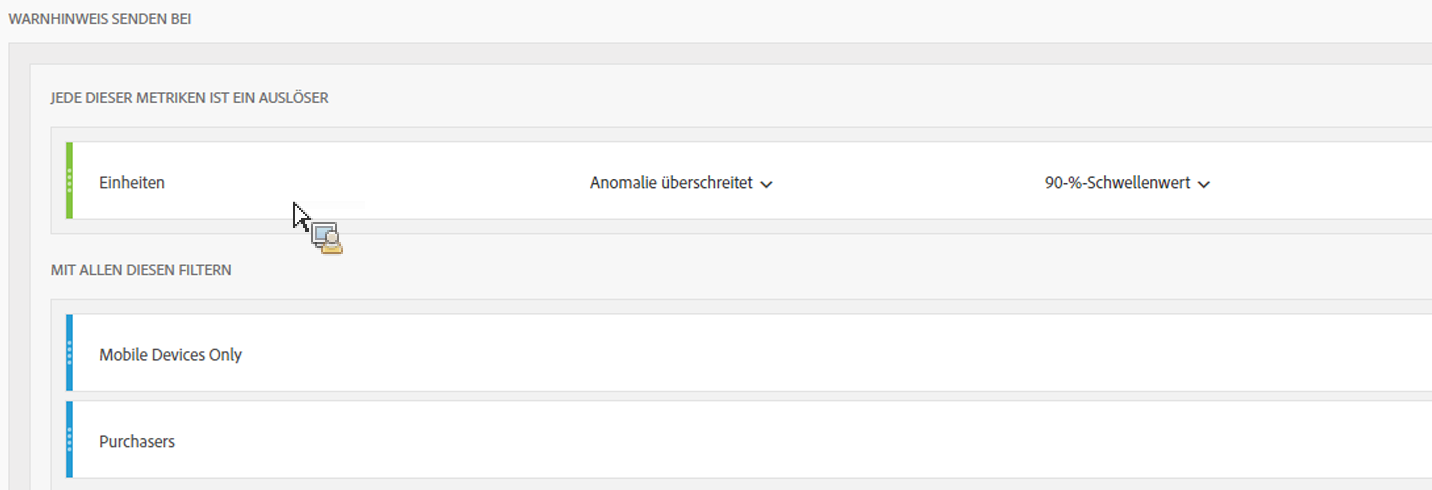 WARNHINWEIS SENDEN BEI
JEDE DIESER METRIKEN IST EIN AUSLÖSER
Einheiten Anomalie überschreitet 90-%-Schwellenwert
MIT ALLEN DIESEN FILTERN
Mobile Devices Only
Purchasers